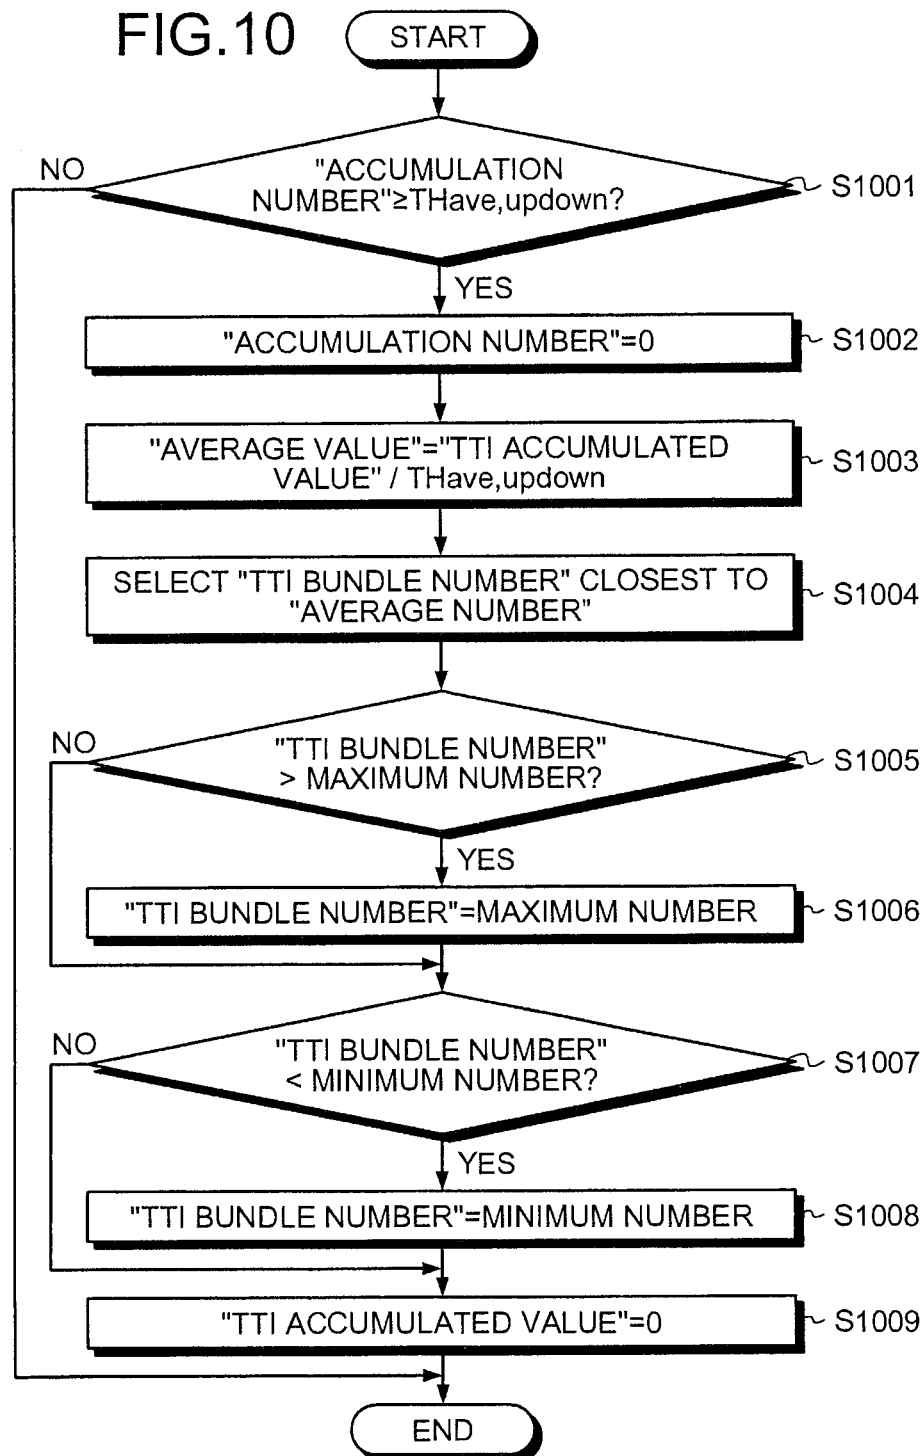 FIG.10
START
NO
"ACCUMULATION
NUMBER"≥THave,updown?
S1001
YES
"ACCUMULATION NUMBER"=0
S1002
"AVERAGE VALUE"="TTI ACCUMULATED
VALUE" / THave,updown
S1003
SELECT "TTI BUNDLE NUMBER" CLOSEST TO
"AVERAGE NUMBER"
S1004
NO
"TTI BUNDLE NUMBER"
> MAXIMUM NUMBER?
S1005
YES
"TTI BUNDLE NUMBER"=MAXIMUM NUMBER
S1006
NO
"TTI BUNDLE NUMBER"
< MINIMUM NUMBER?
S1007
YES
"TTI BUNDLE NUMBER"=MINIMUM NUMBER
S1008
"TTI ACCUMULATED VALUE"=0
S1009
END